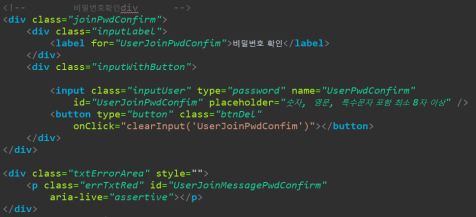 <!--        비밀번호확인div        -->
<div class="joinPwdConfirm">
    <div class="inputLabel">
        <label for="UserJoinPwdConfim">비밀번호 확인</label>
    </div>
    <div class="inputWithButton">
        <input class="inputUser" type="password" name="UserPwdConfirm"
            id="UserJoinPwdConfim" placeholder="숫자, 영문, 특수문자 포함 최소 8자 이상" />
        <button type="button" class="btnDel"
            onClick="clearInput('UserJoinPwdConfim')"></button>
    </div>
</div>
<div class="txtErrorArea" style="">
    <p class="errTxtRed" id="UserJoinMessagePwdConfirm"
        aria-live="assertive"></p>
</div>